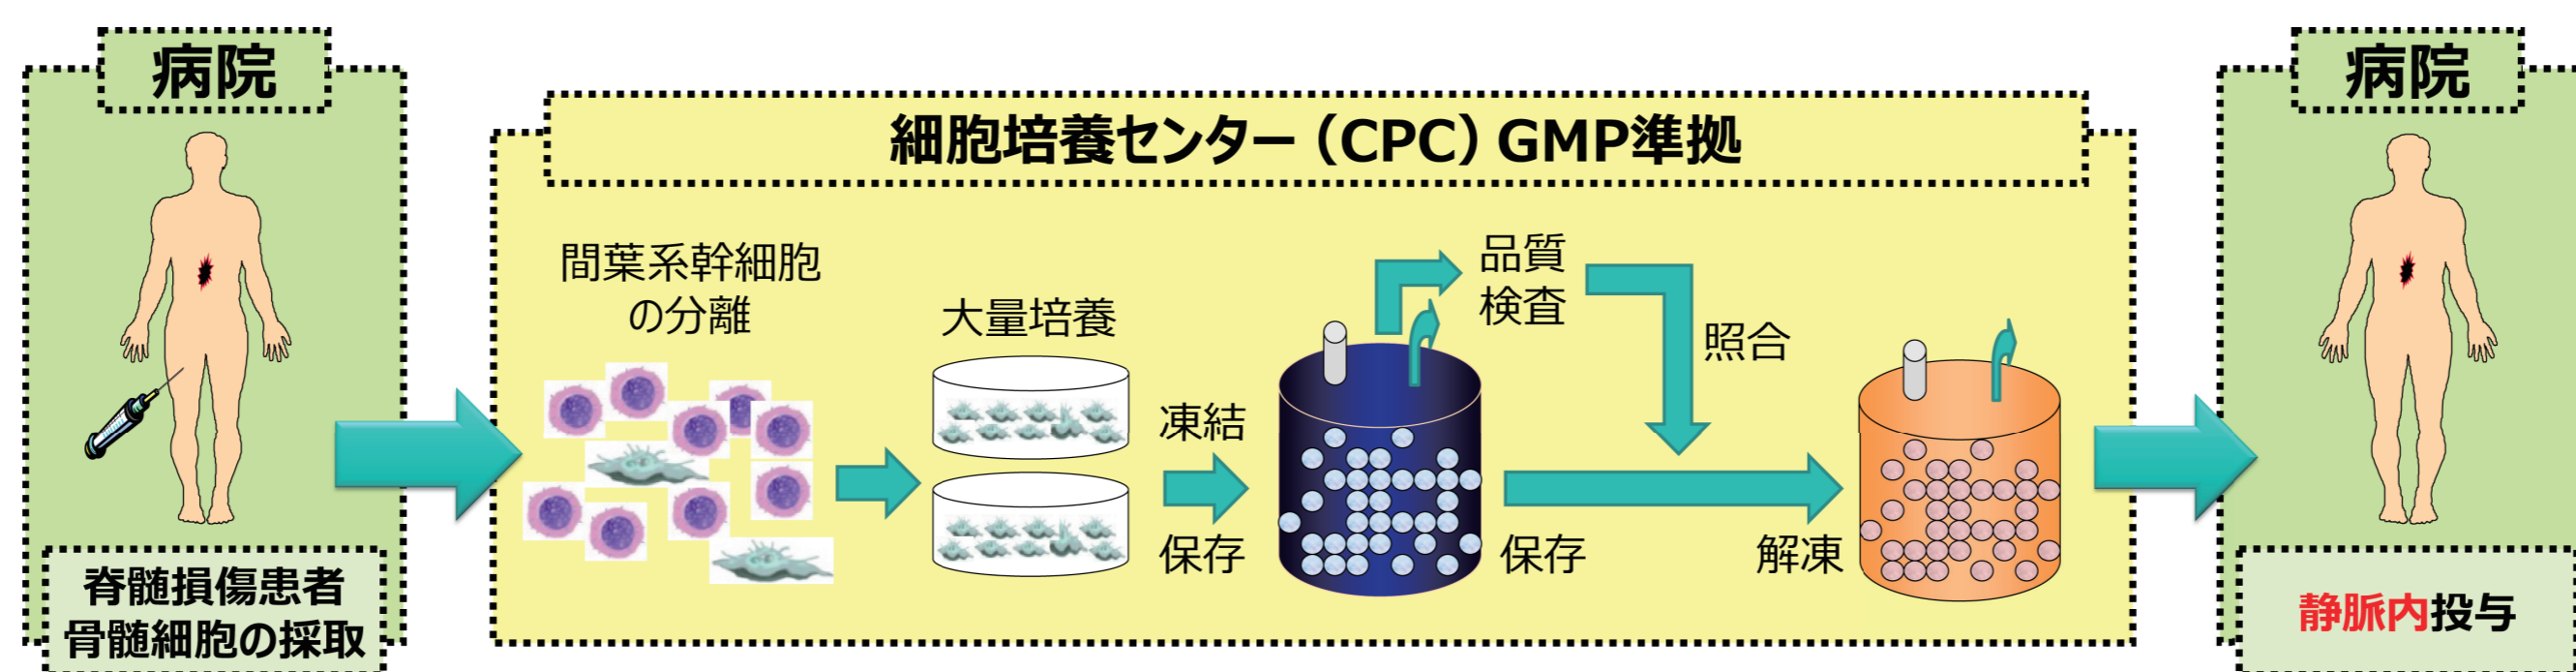 病院
脊髄損傷患者
骨髄細胞の採取
細胞培養センター（CPC）GMP準拠
間葉系幹細胞
の分離
大量培養
凍結
保存
品質
検査
照合
保存
解凍
病院
静脈内投与